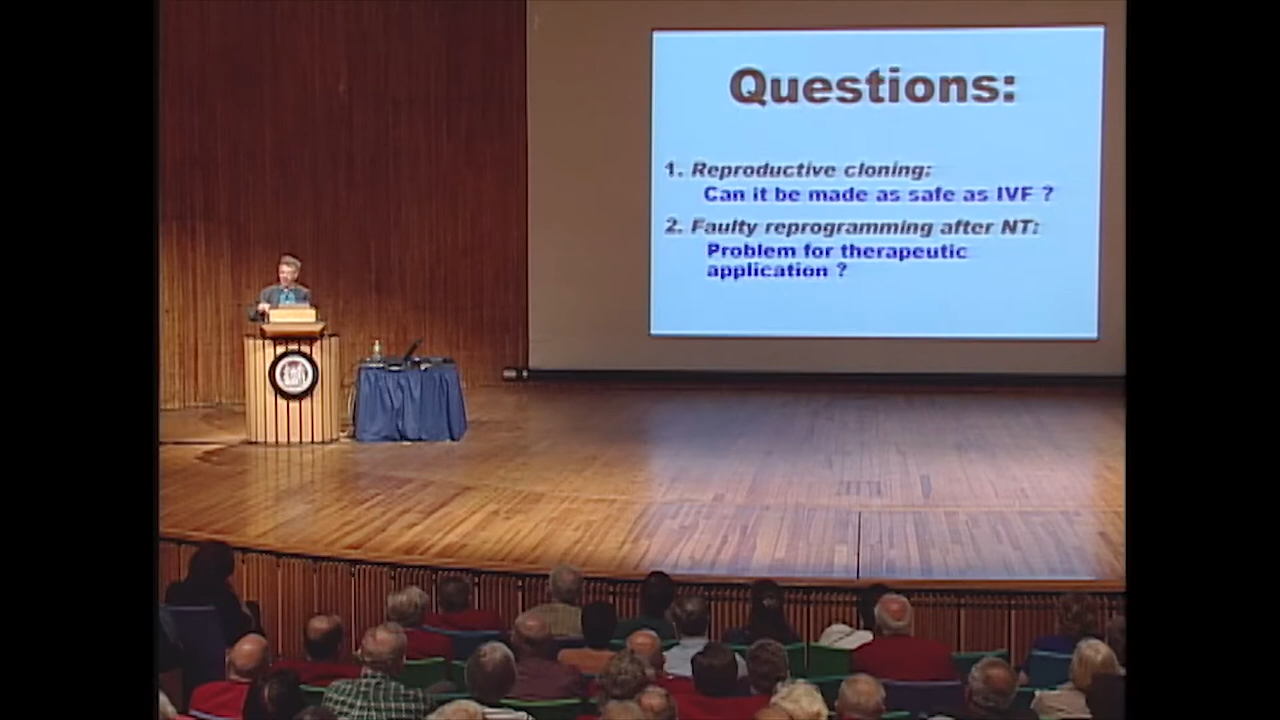 Questions:
1. Reproductive cloning:
Can it be made as safe as IVF ?
2. Faulty reprogramming after NT:
Problem for therapeutic
application ?